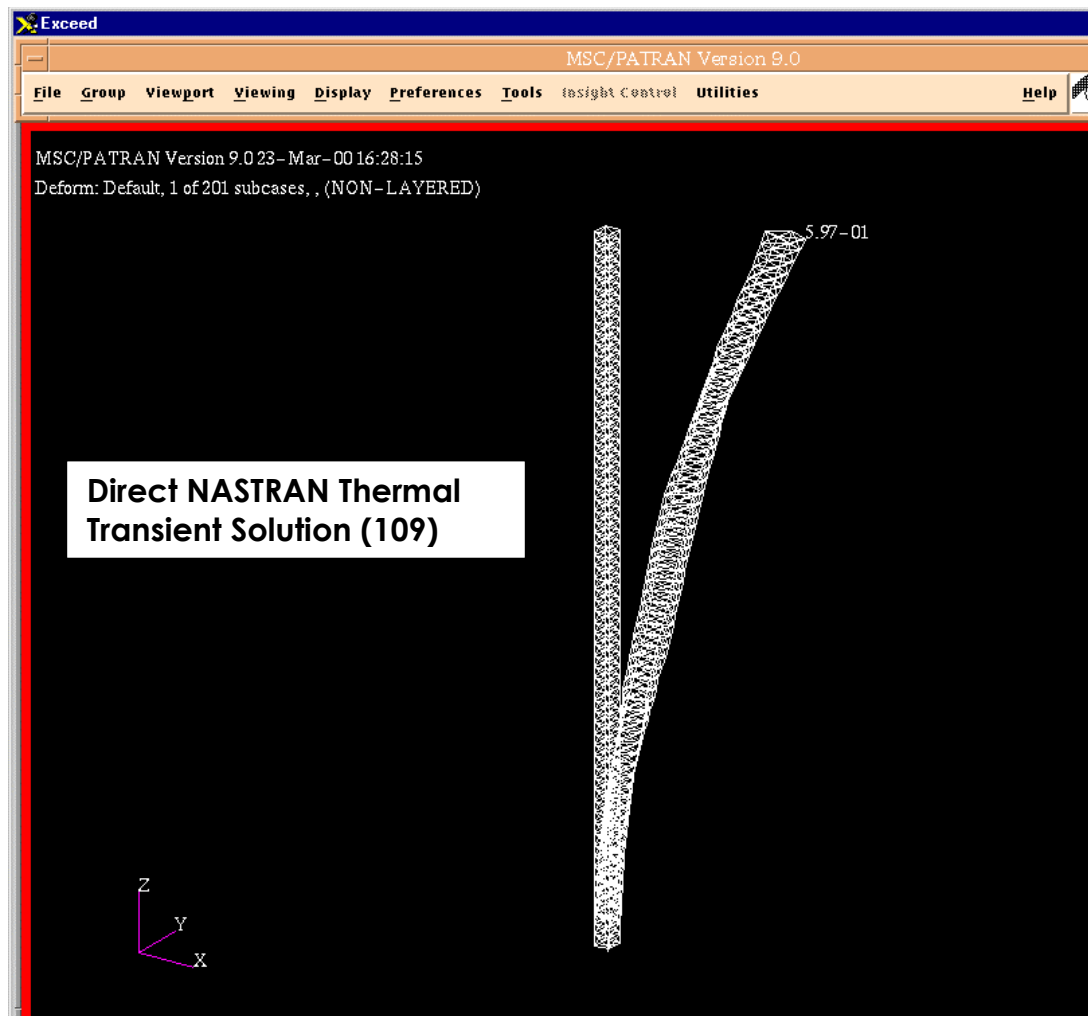 Exceed
MSC/PATRAN Version 9.0
File Group Viewport Viewing Display Preferences Tools Insight Control Utilities Help
MSC/PATRAN Version 9.0 23-Mar-00 16:28:15
Deform: Default, 1 of 201 subcases, , (NON-LAYERED)
5.97-01
Direct NASTRAN Thermal
Transient Solution (109)
Z
Y
X